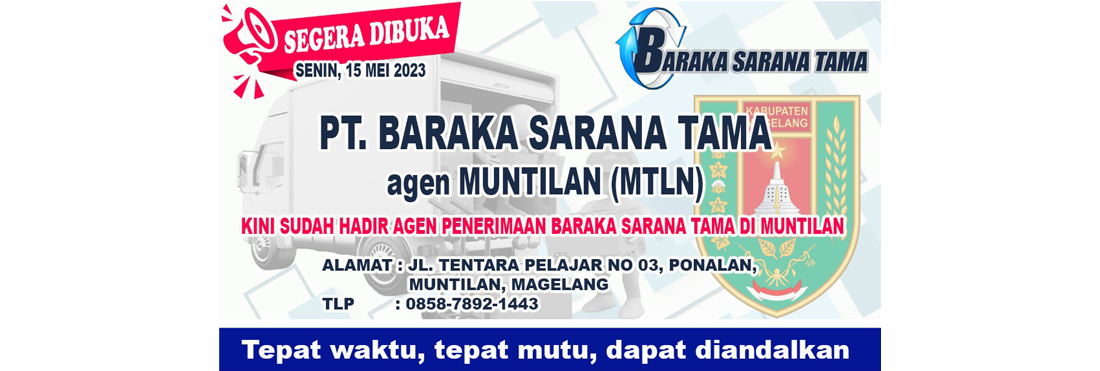 SEGERA DIBUKA
SENIN, 15 MEI 2023
BARAKA SARANA TAMA
KABUPATEN
MAGELANG
PT. BARAKA SARANA TAMA
agen MUNTILAN (MTLN)
KINI SUDAH HADIR AGEN PENERIMAAN BARAKA SARANA TAMA DI MUNTILAN
ALAMAT : JL. TENTARA PELAJAR NO 03, PONALAN,
MUNTILAN, MAGELANG
TLP : 0858-7892-1443
Tepat waktu, tepat mutu, dapat diandalkan